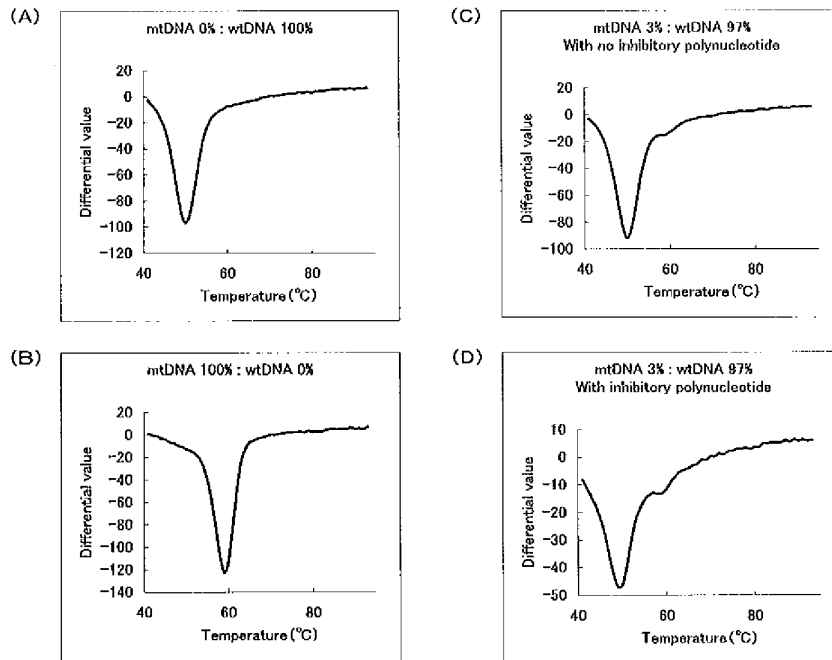 (A)
mtDNA 0% : wtDNA 100%
20
0
-20
-40
-60
-80
-100
-120
Differential value
40 60 80
Temperature(°C)
(B)
mtDNA 100% : wtDNA 0%
20
0
-20
-40
-60
-80
-100
-120
-140
Differential value
40 60 80
Temperature(°C)
(C)
mtDNA 3% : wtDNA 97%
With no inhibitory polynucleotide
20
0
-20
-40
-60
-80
-100
Differential value
40 60 80
Temperature(°C)
(D)
mtDNA 3% : wtDNA 97%
With inhibitory polynucleotide
10
0
-10
-20
-30
-40
-50
Differential value
40 60 80
Temperature(°C)